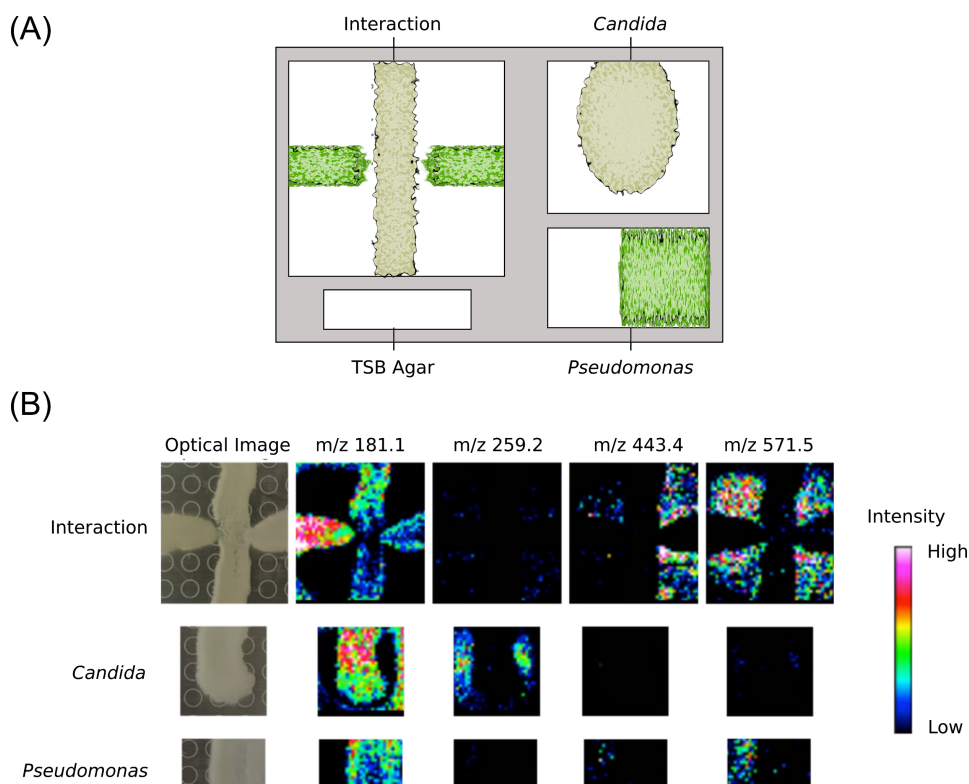 (A)
Interaction
Candida
TSB Agar
Pseudomonas
(B)
Optical Image
m/z 181.1
m/z 259.2
m/z 443.4
m/z 571.5
Interaction
Intensity
High
Low
Candida
Pseudomonas